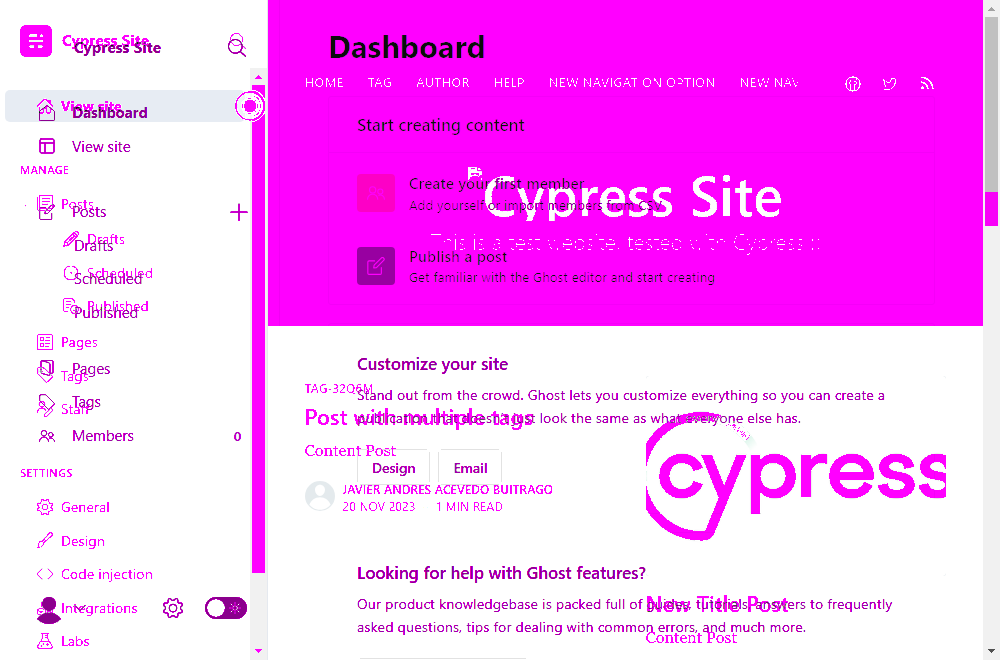 Cypress Site
Cypress Site
View site
Dashboard
View site
MANAGE
Posts
Posts
Drafts
Drafts
Scheduled
Scheduled
Published
Published
Pages
Pages
Tags
Tags
Staff
Members 0
SETTINGS
General
Design
Code injection
Integrations
Labs
Dashboard
HOME TAG AUTHOR HELP NEW NAVIGATION OPTION NEW NAV
Start creating content
Create your first member
Cypress Site
Add yourself or import members from CSV
This is a test website, tested with Cypress :
Publish a post
Get familiar with the Ghost editor and start creating
Customize your site
TAG-32Q6M
Stand out from the crowd. Ghost lets you customize everything so you can create a
Post with multiple tags
publication that doesn't just look the same as what everyone else has.
Content Post
Design Email
JAVIER ANDRES ACEVEDO BUITRAGO
20 NOV 2023 1 MIN READ
cypress
Looking for help with Ghost features?
Our product knowledgebase is packed full of guides, tutorials, answers to frequently
New Title Post
asked questions, tips for dealing with common errors, and much more.
Content Post